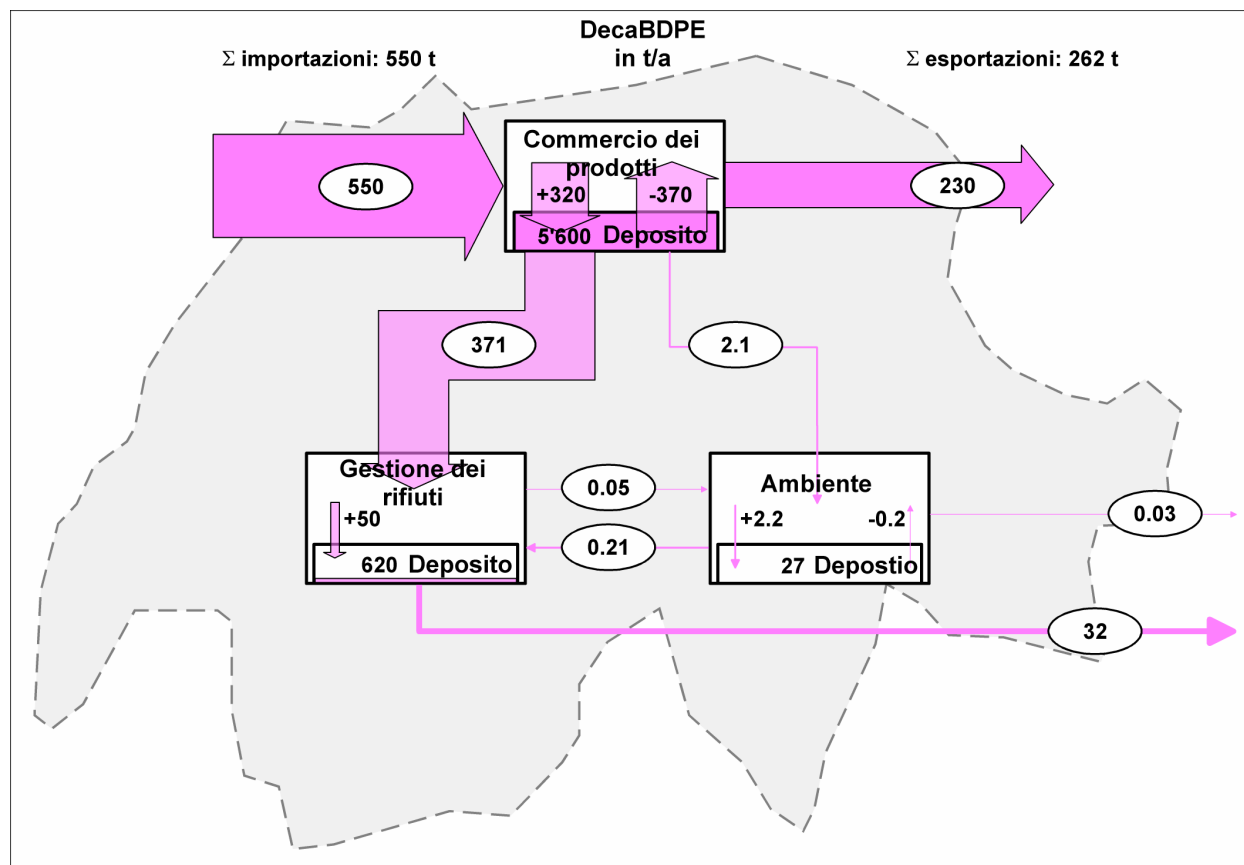 DecaBDPE
in t/a
Σ importazioni: 550 t
Σ esportazioni: 262 t
Commercio dei
prodotti
550
+320
-370
230
5'600 Deposito
371
2.1
Gestione dei
rifiuti
+50
620 Deposito
0.05
0.21
Ambiente
+2.2
-0.2
27 Depostio
0.03
32